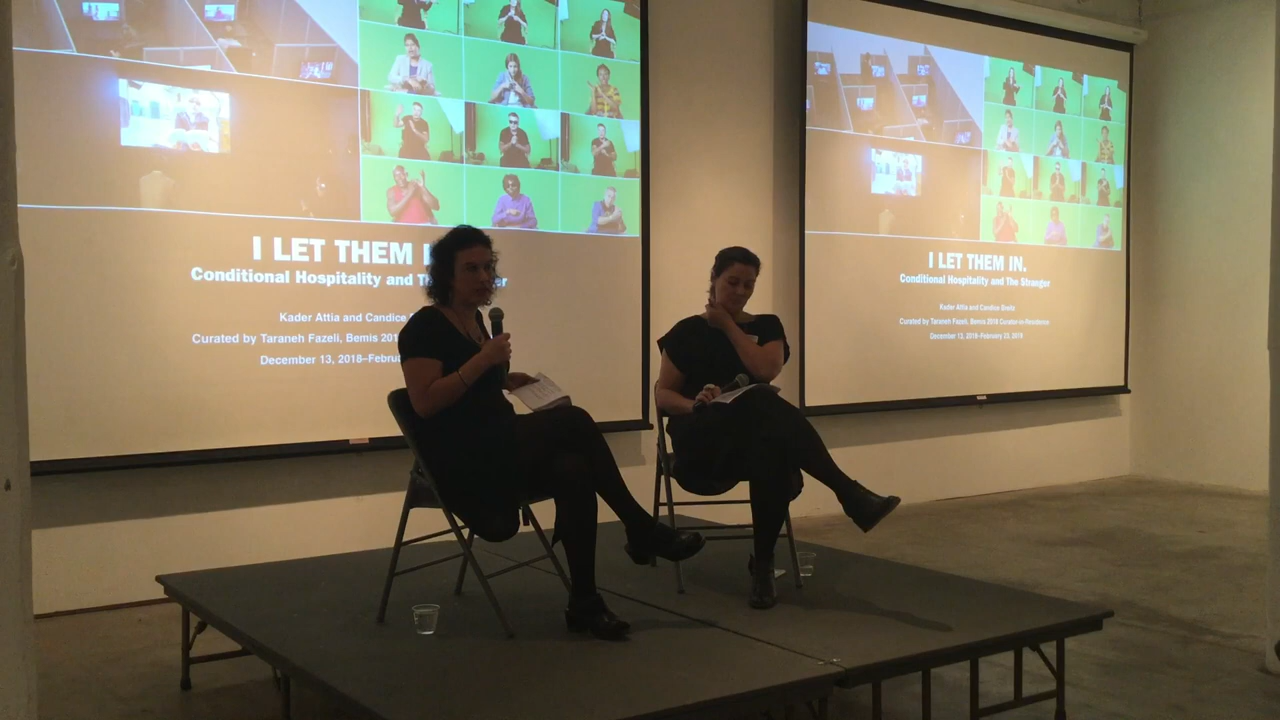 I LET THEM I
Conditional Hospitality and Th er
Kader Attia and Candice
Curated by Taraneh Fazeli, Bemis 201
December 13, 2018–Februa
I LET THEM IN.
Conditional Hospitality and The Stranger
Kader Attia and Candice Breitz
Curated by Taraneh Fazeli, Bemis 2018 Curator-in-Residence
December 13, 2018–February 23, 2019